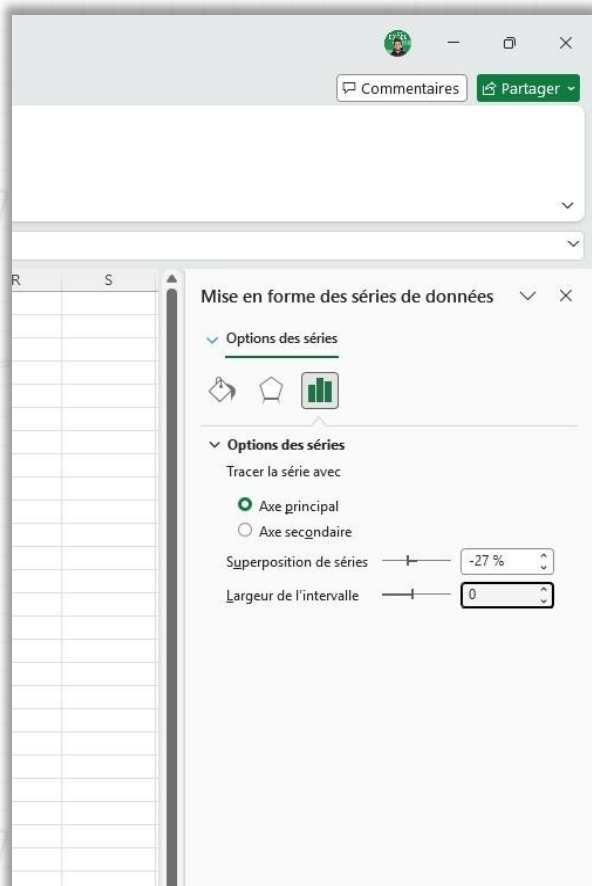 Commentaires
Partager
R
S
Mise en forme des séries de données
Options des séries
Options des séries
Tracer la série avec
Axe principal
Axe secondaire
Superposition de séries
-27 %
Largeur de l'intervalle
0